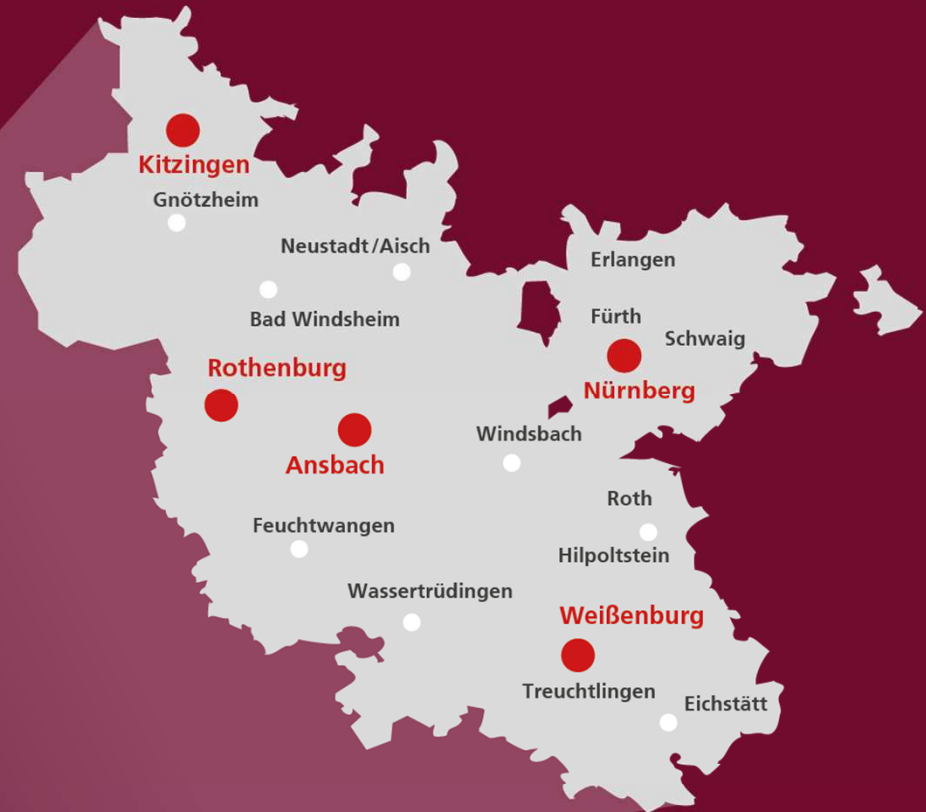 Kitzingen
Gnötzheim
Neustadt/Aisch
Erlangen
Bad Windsheim
Fürth
Schwaig
Rothenburg
Nürnberg
Windsbach
Ansbach
Roth
Feuchtwangen
Hilpoltstein
Wassertrüdingen
Weißenburg
Treuchtlingen
Eichstätt